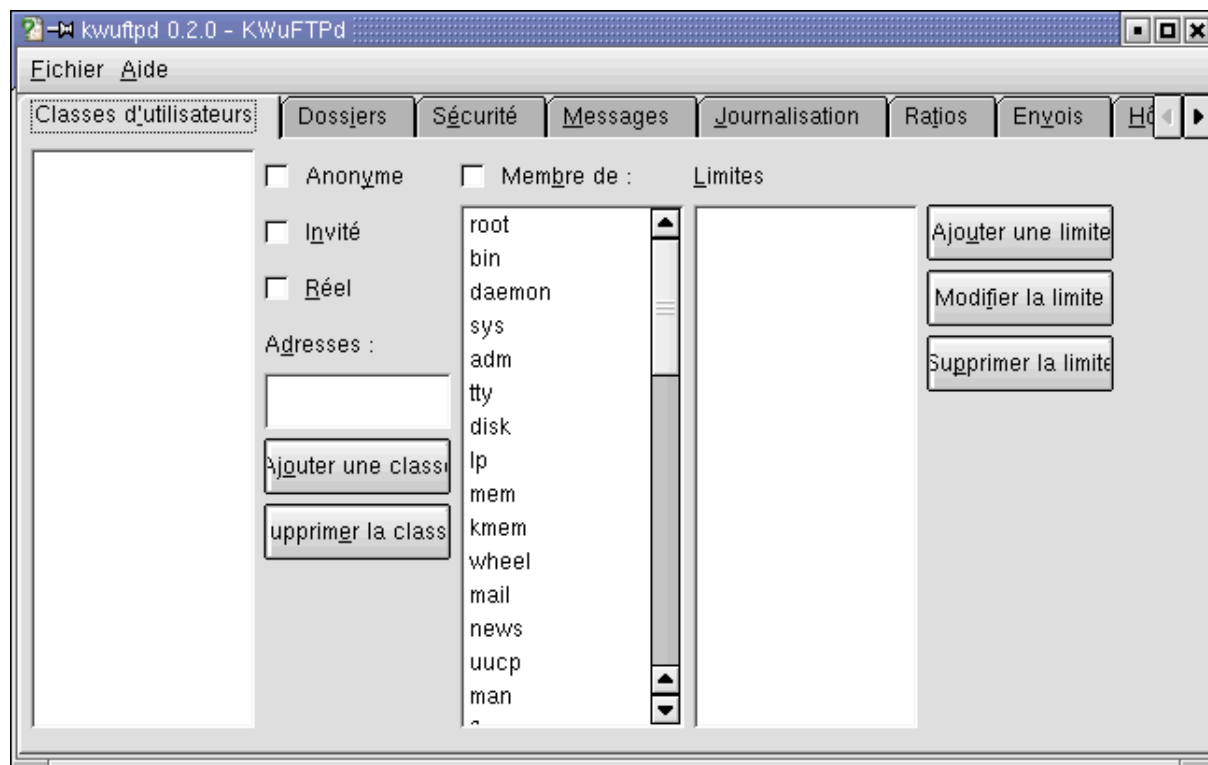 kwuftpd 0.2.0 - KWuFTPd
Fichier Aide
Classes d'utilisateurs Dossiers Sécurité Messages Journalisation Ratios Envois
Anonyme
Invité
Réel
Adresses :
Ajouter une class
upprimer la class
Membre de :
root
bin
daemon
sys
adm
tty
disk
lp
mem
kmem
wheel
mail
news
uucp
man
Limites
Ajouter une limite
Modifier la limite
Supprimer la limite